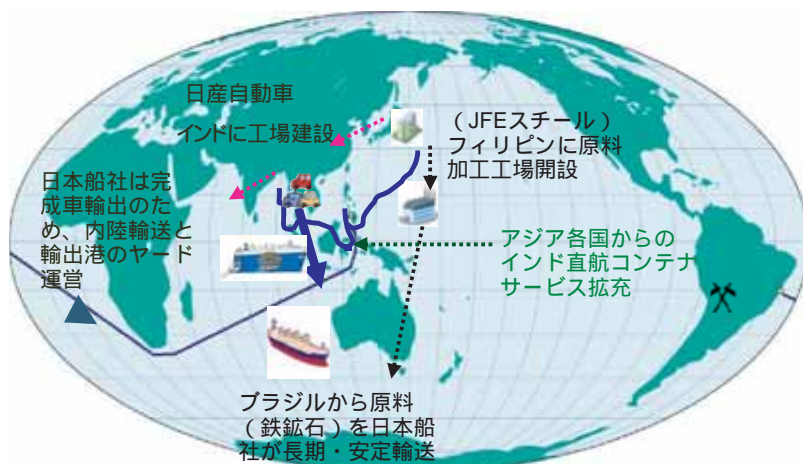 日産自動車
インドに工場建設
(JFEスチール)
フィリピンに原料
加工工場開設
日本船社は完
成車輸出のた
め、内陸輸送と
輸出港のヤード
運営
アジア各国からの
インド直航コンテナ
サービス拡充
ブラジルから原料
(鉄鉱石)を日本船
社が長期・安定輸送